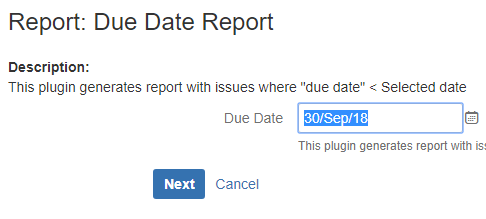 Report: Due Date Report
Description:
This plugin generates report with issues where "due date" < Selected date
Due Date 30/Sep/18
This plugin generates report with
Next Cancel